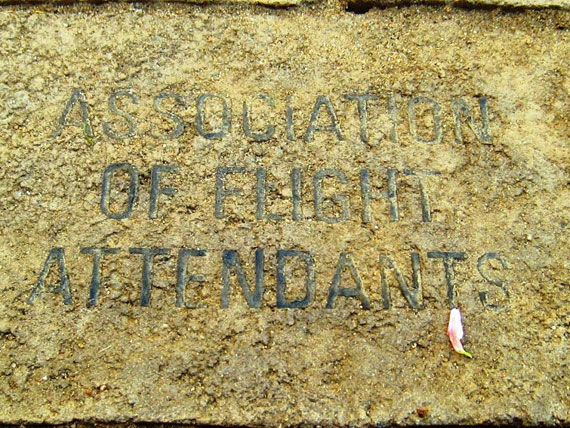 ASSOCIATION
OF FLIGHT
ATTENDANTS